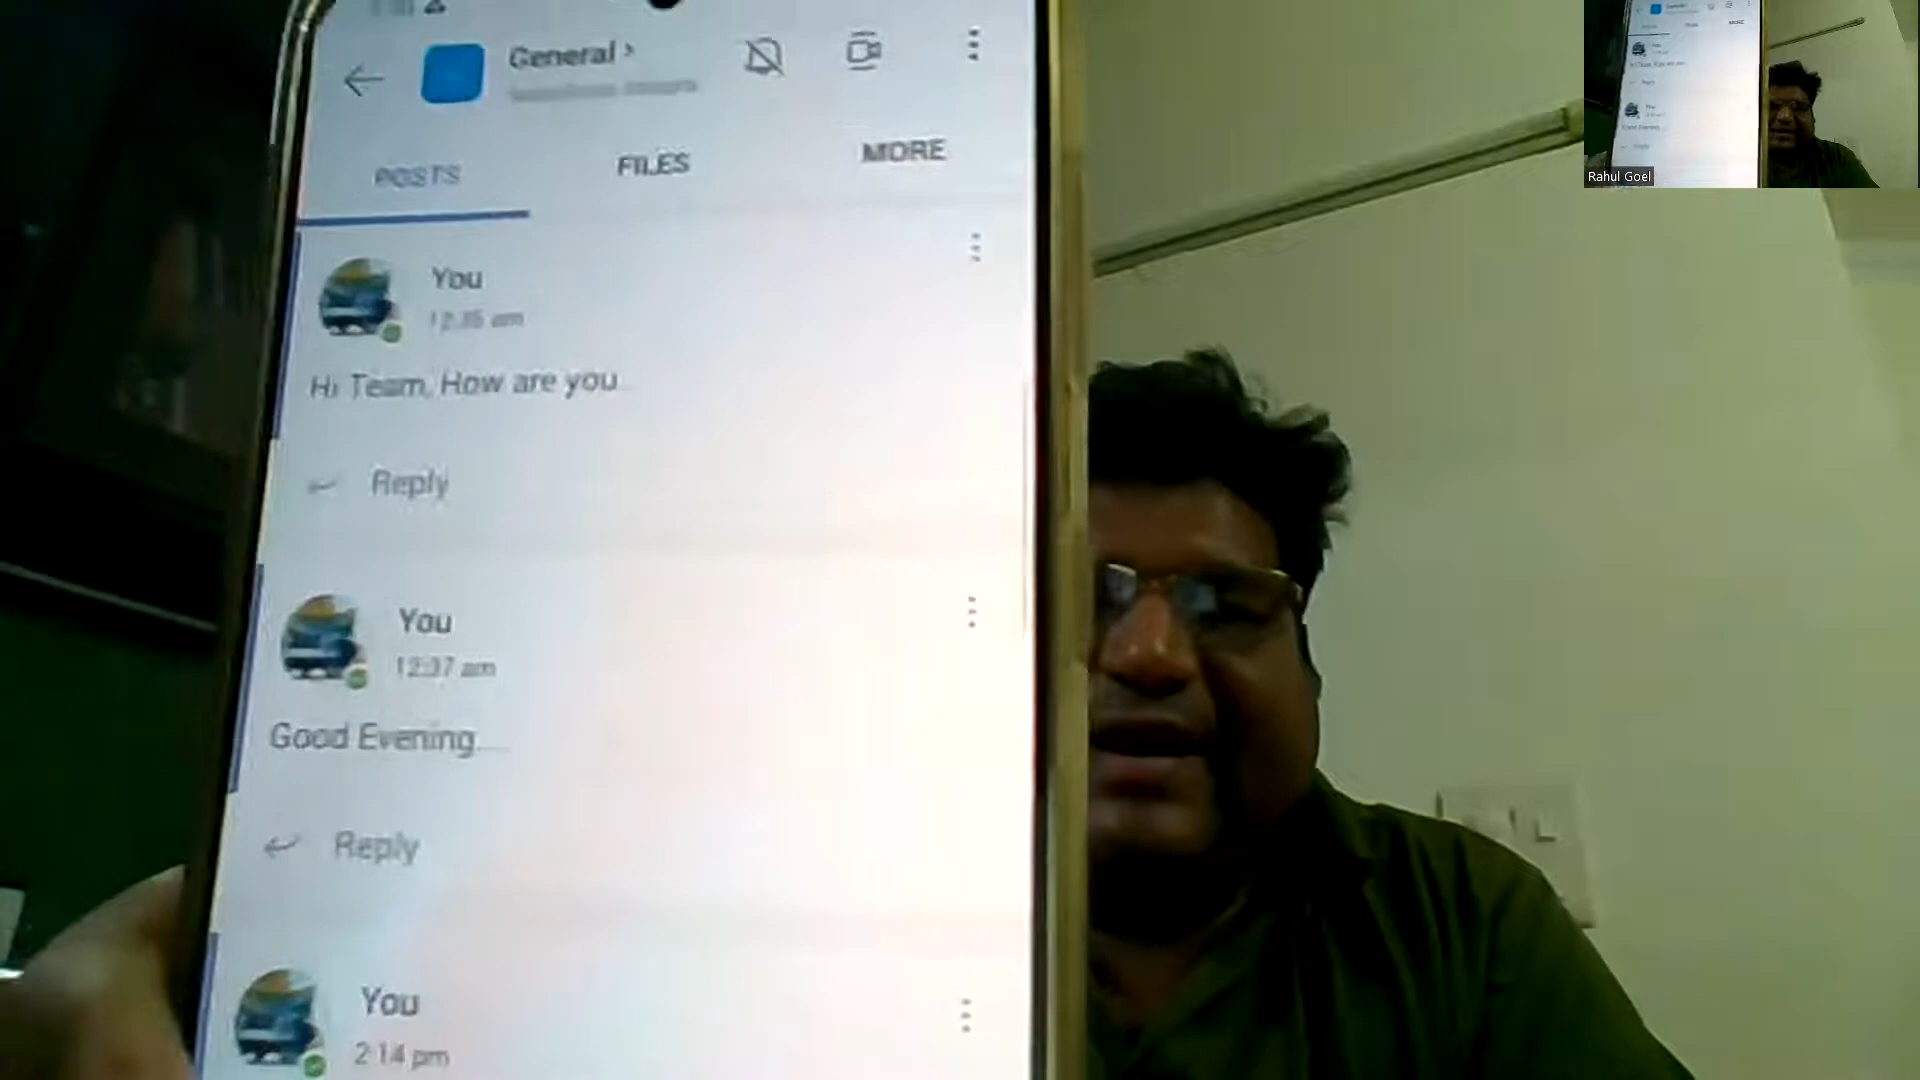 General >
POSTS FILES MORE
You
12:35 am
Hi Team, How are you
Reply
You
12:37 am
Good Evening....
Reply
You
2:14 pm
Rahul Goel